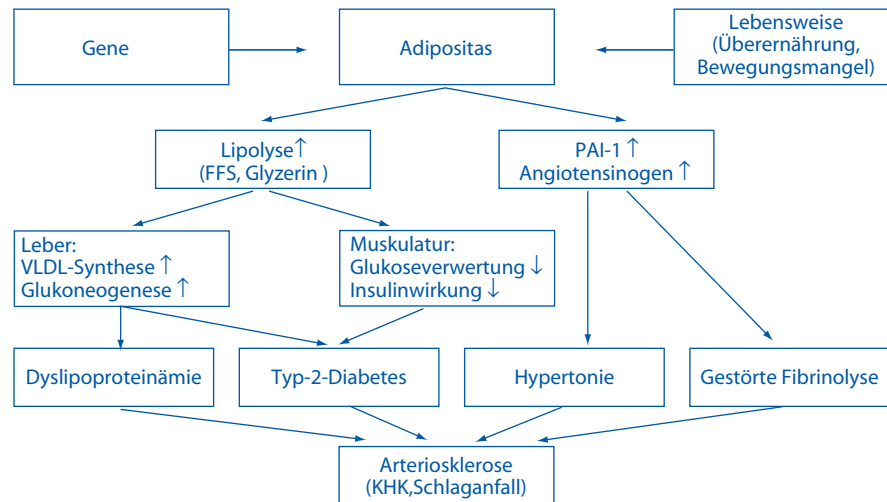 Gene
Adipositas
Lebensweise
(Überernährung,
Bewegungsmangel)
Lipolyse↑
(FFS, Glyzerin )
PAI-1 ↑
Angiotensinogen ↑
Leber:
VLDL-Synthese ↑
Glukoneogenese ↑
Muskulatur:
Glukoseverwertung ↓
Insulinwirkung ↓
Dyslipoproteinämie
Typ-2-Diabetes
Hypertonie
Gestörte Fibrinolyse
Arteriosklerose
(KHK,Schlaganfall)